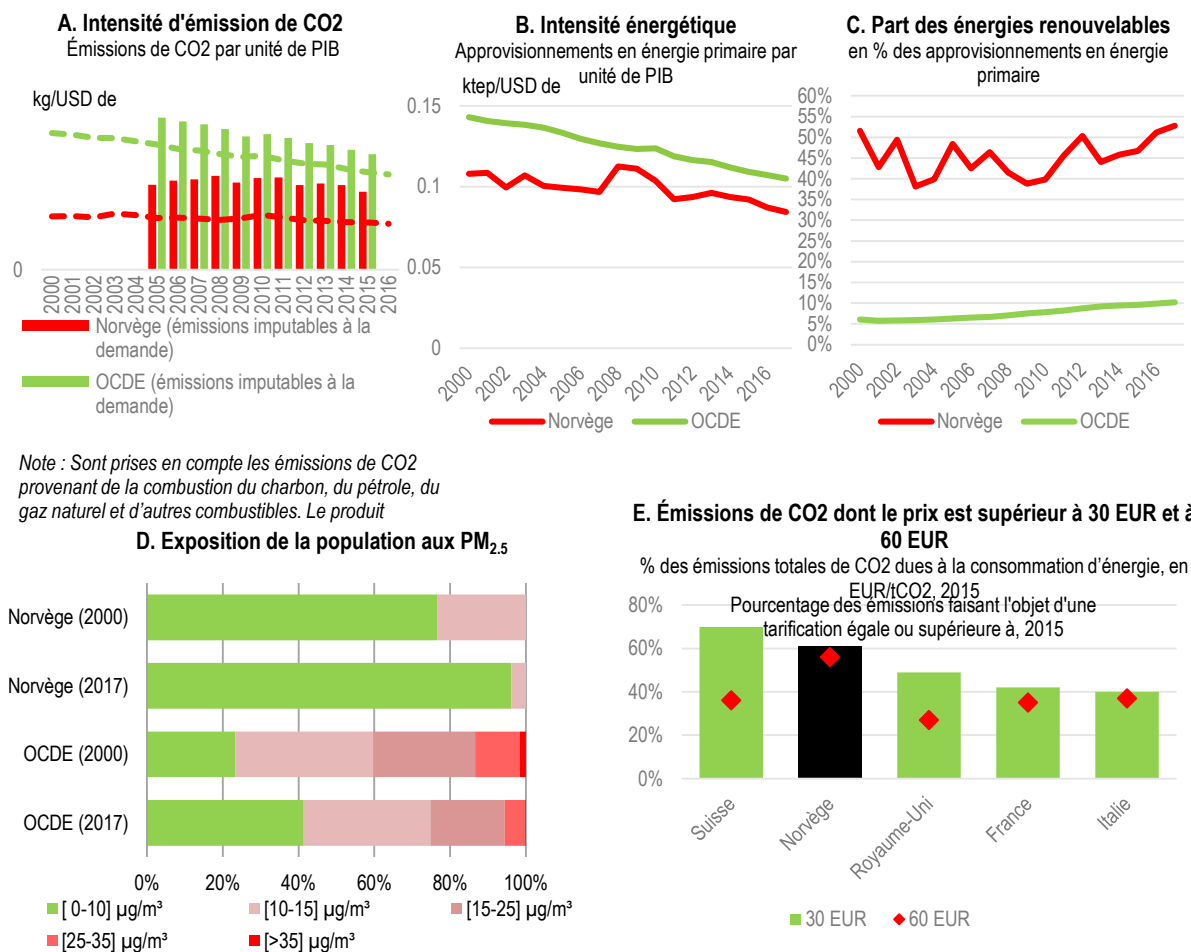 A. Intensité d'émission de CO2
Émissions de CO2 par unité de PIB
kg/USD de
0
2000
2001
2002
2003
2004
2005
2006
2007
2008
2009
2010
2011
2012
2013
2014
2015
2016
Norvège (émissions imputables à la
demande)
OCDE (émissions imputables à la
demande)
B. Intensité énergétique
Approvisionnements en énergie primaire par
unité de PIB
ktep/USD de
0.15
0.1
0.05
0
2000
2002
2004
2006
2008
2010
2012
2014
2016
Norvège
OCDE
C. Part des énergies renouvelables
en % des approvisionnements en énergie
primaire
60%
55%
50%
45%
40%
35%
30%
25%
20%
15%
10%
5%
0%
2000
2002
2004
2006
2008
2010
2012
2014
2016
Norvège
OCDE
Note : Sont prises en compte les émissions de CO2
provenant de la combustion du charbon, du pétrole, du
gaz naturel et d'autres combustibles. Le produit
D. Exposition de la population aux PM2.5
Norvège (2000)
Norvège (2017)
OCDE (2000)
OCDE (2017)
0%
20%
40%
60%
80%
100%
[ 0-10] µg/m³
[10-15] µg/m³
[15-25] µg/m³
[25-35] µg/m³
[>35] µg/m³
E. Émissions de CO2 dont le prix est supérieur à 30 EUR et à
60 EUR
% des émissions totales de CO2 dues à la consommation d'énergie, en
EUR/tCO2, 2015
Pourcentage des émissions faisant l'objet d'une
tarification égale ou supérieure à, 2015
80%
60%
40%
20%
0%
Suisse
Norvège
Royaume-Uni
France
Italie
30 EUR
60 EUR